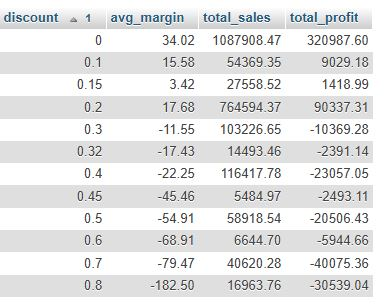 discount ▲ 1 avg_margin total_sales total_profit
0 34.02 1087908.47 320987.60
0.1 15.58 54369.35 9029.18
0.15 3.42 27558.52 1418.99
0.2 17.68 764594.37 90337.31
0.3 -11.55 103226.65 -10369.28
0.32 -17.43 14493.46 -2391.14
0.4 -22.25 116417.78 -23057.05
0.45 -45.46 5484.97 -2493.11
0.5 -54.91 58918.54 -20506.43
0.6 -68.91 6644.70 -5944.66
0.7 -79.47 40620.28 -40075.36
0.8 -182.50 16963.76 -30539.04